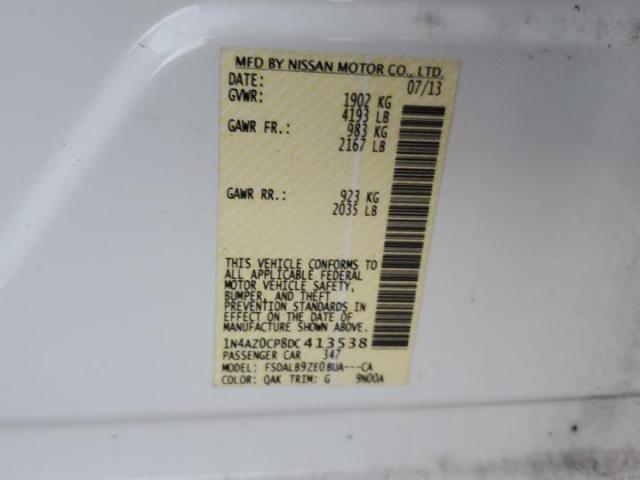 MFD BY NISSAN MOTOR CO., LTD.
DATE: 07/13
GVWR: 1902 KG
4193 LB
GAWR FR.: 983 KG
2167 LB
GAWR RR.: 923 KG
2035 LB
THIS VEHICLE CONFORMS TO
ALL APPLICABLE FEDERAL
MOTOR VEHICLE SAFETY,
BUMPER, AND THEFT
PREVENTION STANDARDS IN
EFFECT ON THE DATE OF
MANUFACTURE SHOWN ABOVE.
1N4AZ0CP8DC413538
PASSENGER CAR 347
MODEL: FSDALB9ZE0BUA---CA
COLOR: QAK TRIM: G 9N00A